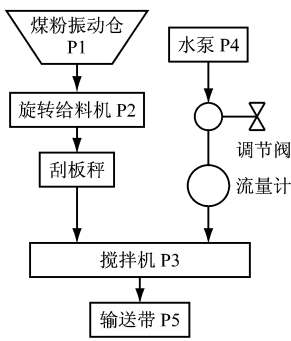 煤粉振动仓
P1
水泵 P4
旋转给料机 P2
调节阀
刮板秤
流量计
搅拌机 P3
输送带 P5